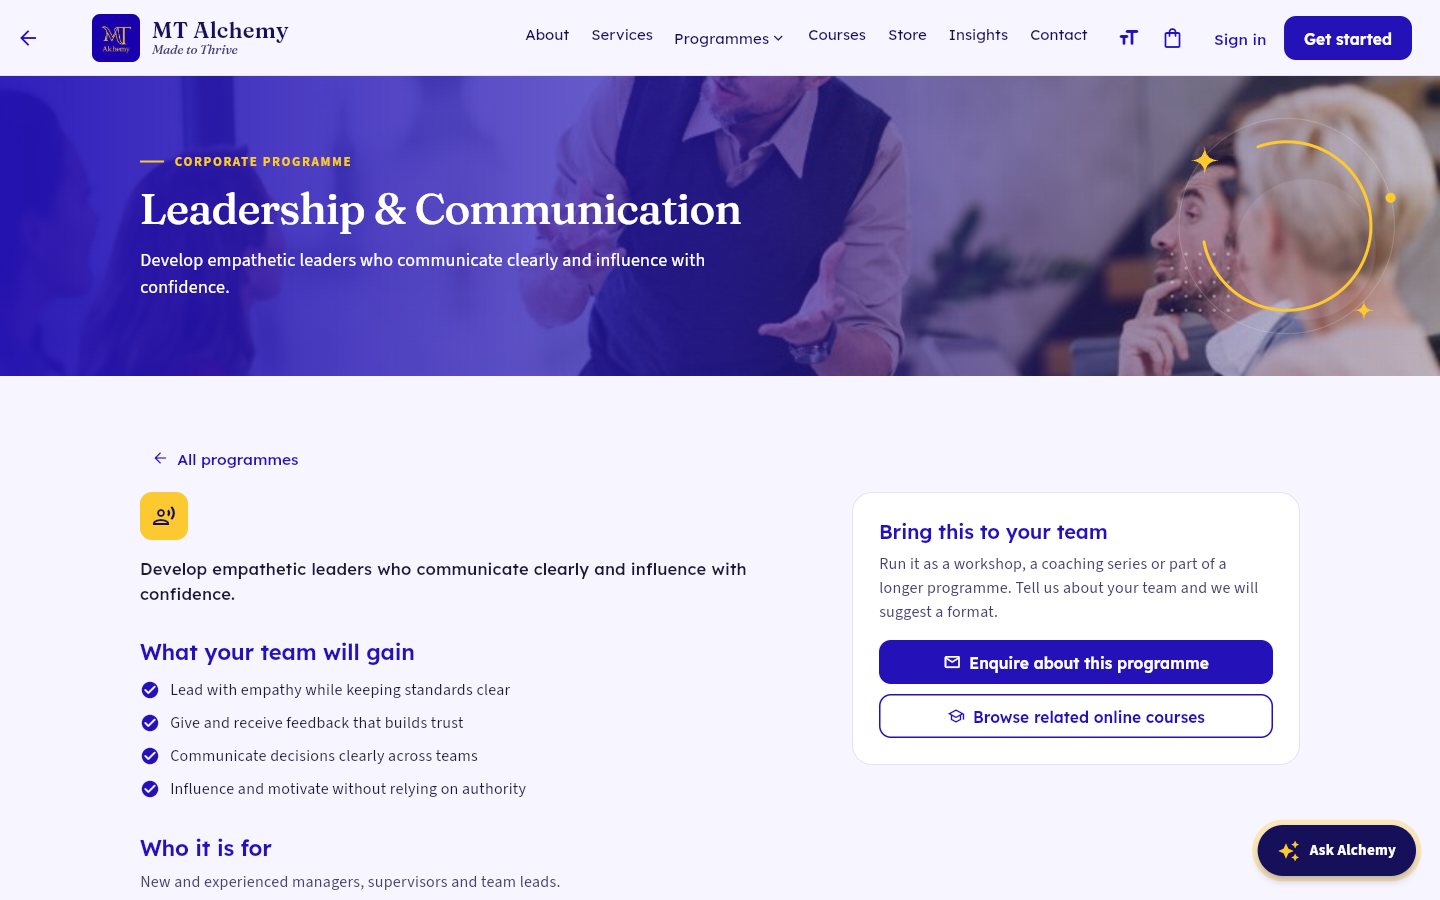 MT
Alchemy
MT Alchemy
Made to Thrive
About
Services
Programmes
Courses
Store
Insights
Contact
Sign in
Get started
CORPORATE PROGRAMME
Leadership & Communication
Develop empathetic leaders who communicate clearly and influence with
confidence.
All programmes
Develop empathetic leaders who communicate clearly and influence with
confidence.
What your team will gain
Lead with empathy while keeping standards clear
Give and receive feedback that builds trust
Communicate decisions clearly across teams
Influence and motivate without relying on authority
Who it is for
New and experienced managers, supervisors and team leads.
Bring this to your team
Run it as a workshop, a coaching series or part of a
longer programme. Tell us about your team and we will
suggest a format.
Enquire about this programme
Browse related online courses
Ask Alchemy